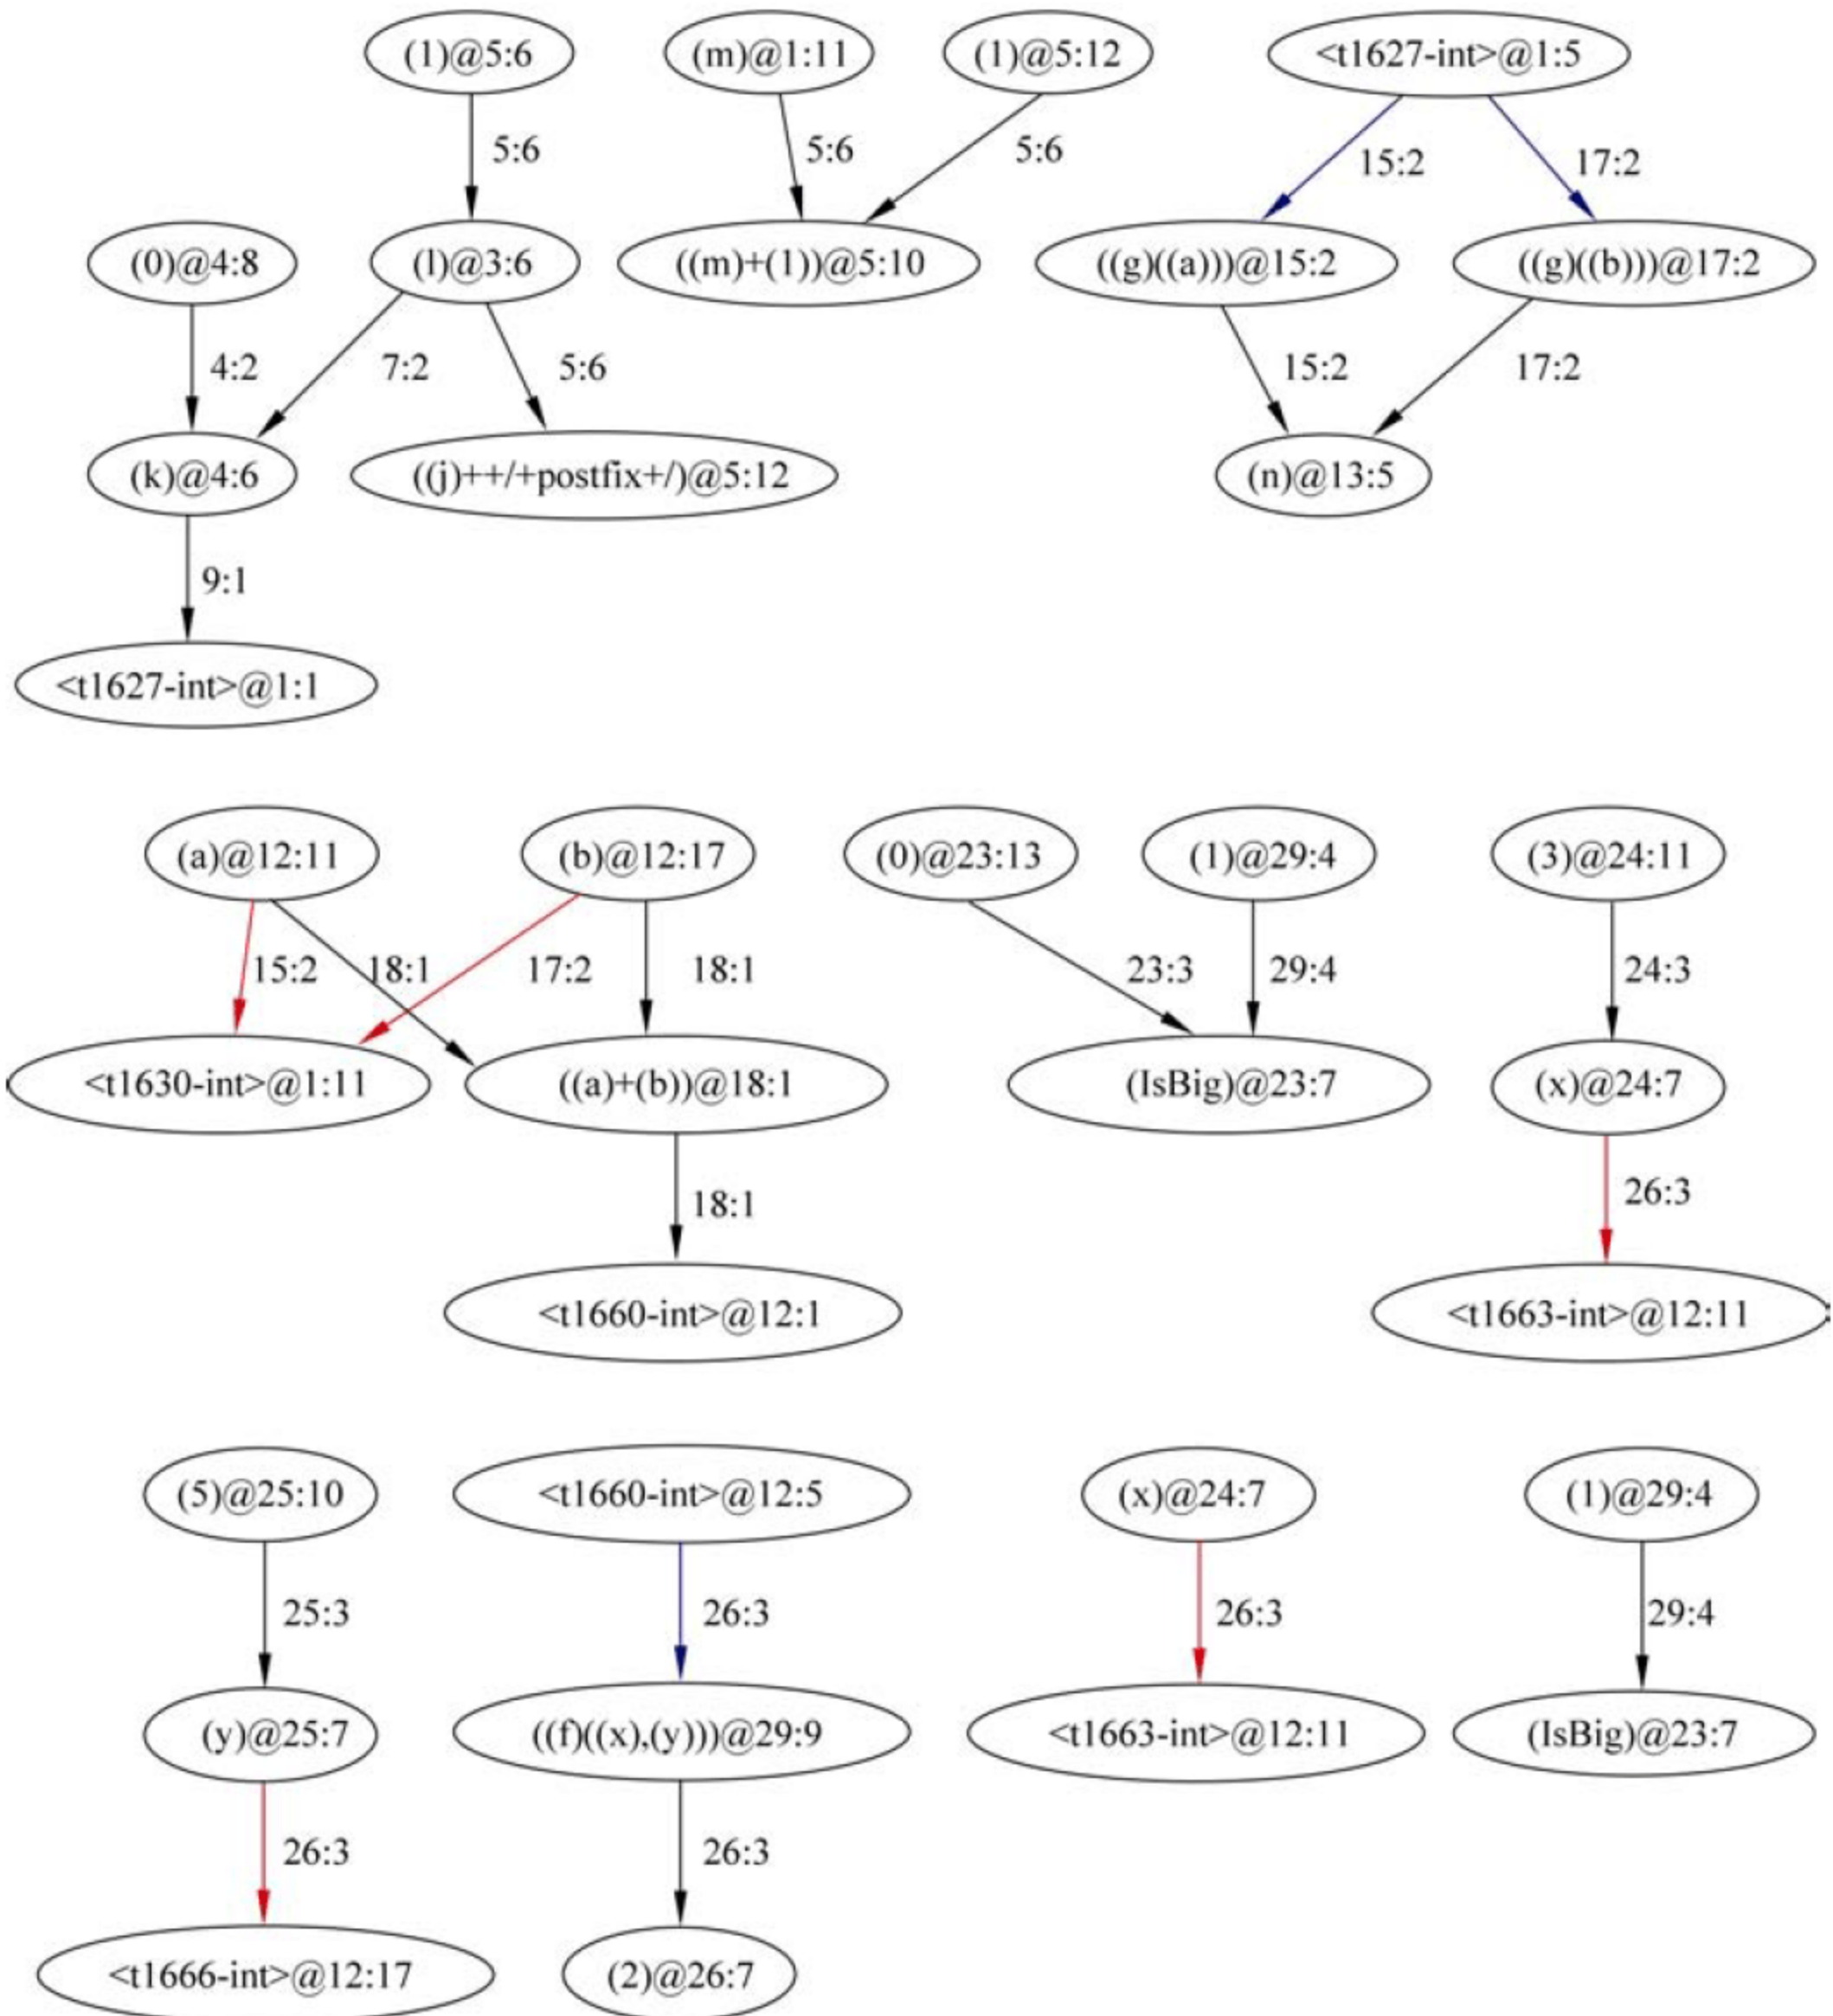 (1)@5:6 (m)@1:11 (1)@5:12 <t1627-int>@1:5
5:6 5:6 5:6 15:2 17:2
(0)@4:8 (l)@3:6 ((m)+(1))@5:10 ((g)((a)))@15:2 ((g)((b)))@17:2
4:2 7:2 5:6 15:2 17:2
(k)@4:6 ((j)++/+postfix+/)@5:12 (n)@13:5
9:1
<t1627-int>@1:1
(a)@12:11 (b)@12:17 (0)@23:13 (1)@29:4 (3)@24:11
15:2 18:1 17:2 18:1 23:3 29:4 24:3
<t1630-int>@1:11 ((a)+(b))@18:1 (IsBig)@23:7 (x)@24:7
18:1 26:3
<t1660-int>@12:1 <t1663-int>@12:11
(5)@25:10 <t1660-int>@12:5 (x)@24:7 (1)@29:4
25:3 26:3 26:3 29:4
(y)@25:7 ((f)((x),(y)))@29:9 <t1663-int>@12:11 (IsBig)@23:7
26:3 26:3
<t1666-int>@12:17 (2)@26:7